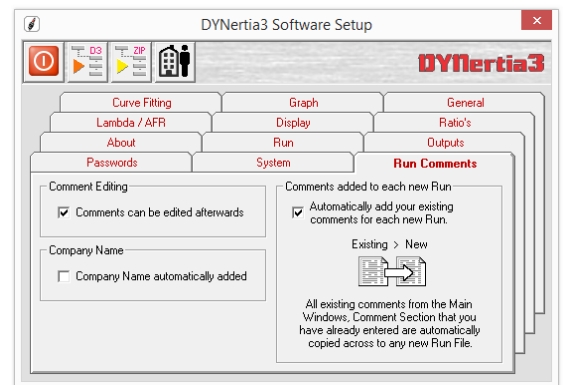 DYNertia3 Software Setup
×
D3
ZIP
DYNertia3
Curve Fitting
Graph
General
Lambda / AFR
Display
Ratio's
About
Run
Outputs
Passwords
System
Run Comments
Comment Editing
Comments can be edited afterwards
Company Name
Company Name automatically added
Comments added to each new Run
Automatically add your existing
comments for each new Run.
Existing > New
All existing comments from the Main
Windows, Comment Section that you
have already entered are automatically
copied across to any new Run File.